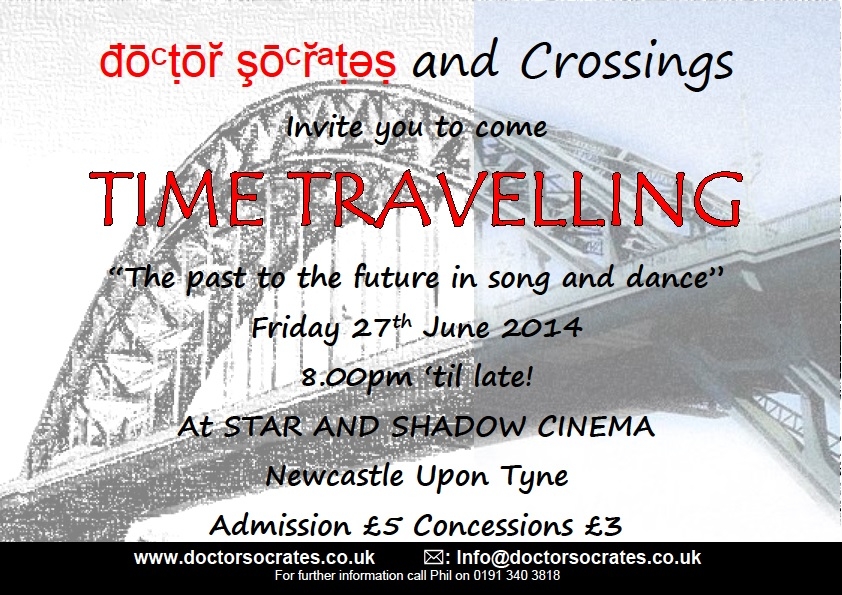 đōᶜṭōř şōᶜřᵃṭəṣ and Crossings
Invite you to come
TIME TRAVELLING
“The past to the future in song and dance”
Friday 27ᵗʰ June 2014
8.00pm ‘til late!
At STAR AND SHADOW CINEMA
Newcastle Upon Tyne
Admission £5 Concessions £3
www.doctorsocrates.co.uk ✉: Info@doctorsocrates.co.uk
For further information call Phil on 0191 340 3818